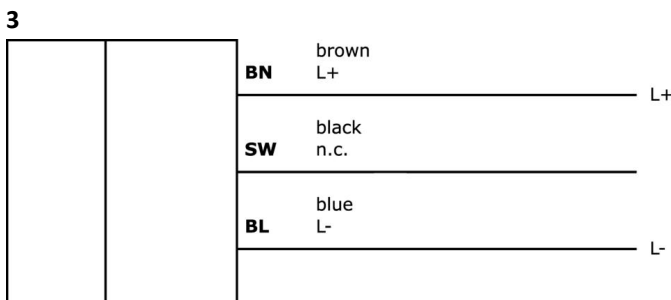 3
brown
BN L+
L+
black
SW n.c.
blue
BL L-
L-